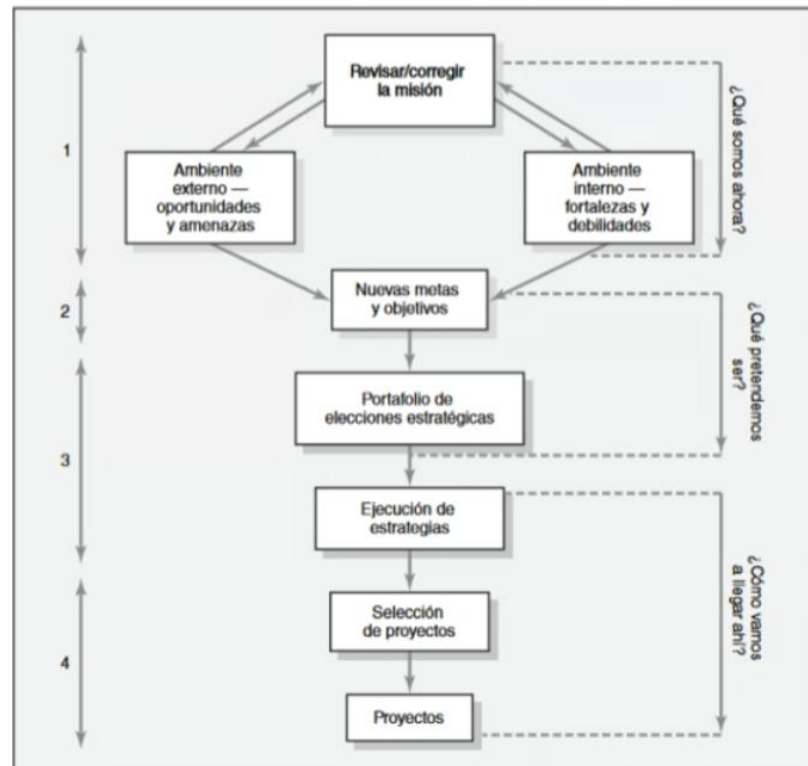 Revisar/corregir
la misión
¿Qué somos ahora?
1
Ambiente
externo —
oportunidades
y amenazas
Ambiente
interno —
fortalezas y
debilidades
2
Nuevas metas
y objetivos
¿Qué pretendemos
ser?
3
Portafolio de
elecciones estratégicas
Ejecución de
estrategias
¿Cómo vamos
a llegar ahí?
4
Selección
de proyectos
Proyectos